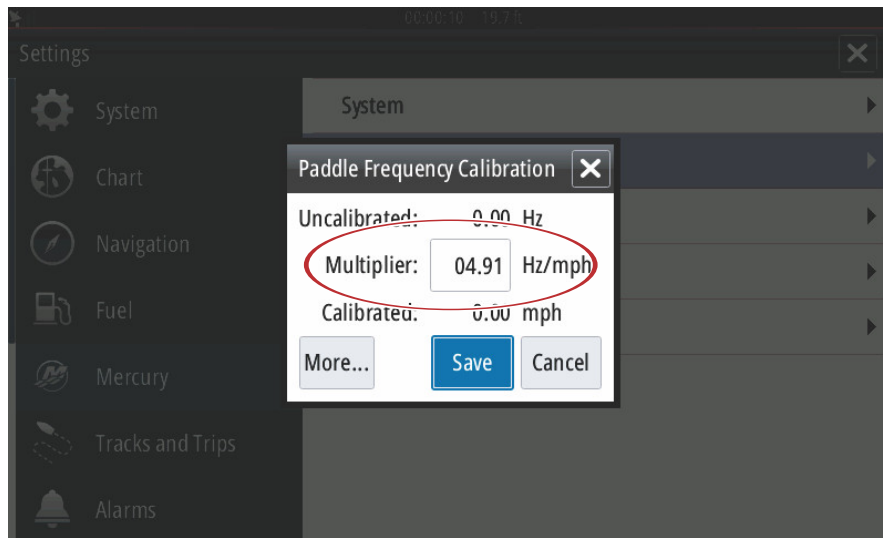 00:00:10 19.7 ft
Settings
System
System
Chart
Navigation
Fuel
Mercury
Tracks and Trips
Alarms
Paddle Frequency Calibration
Uncalibrated: 0.00 Hz
Multiplier: 04.91 Hz/mph
Calibrated: 0.00 mph
More... Save Cancel